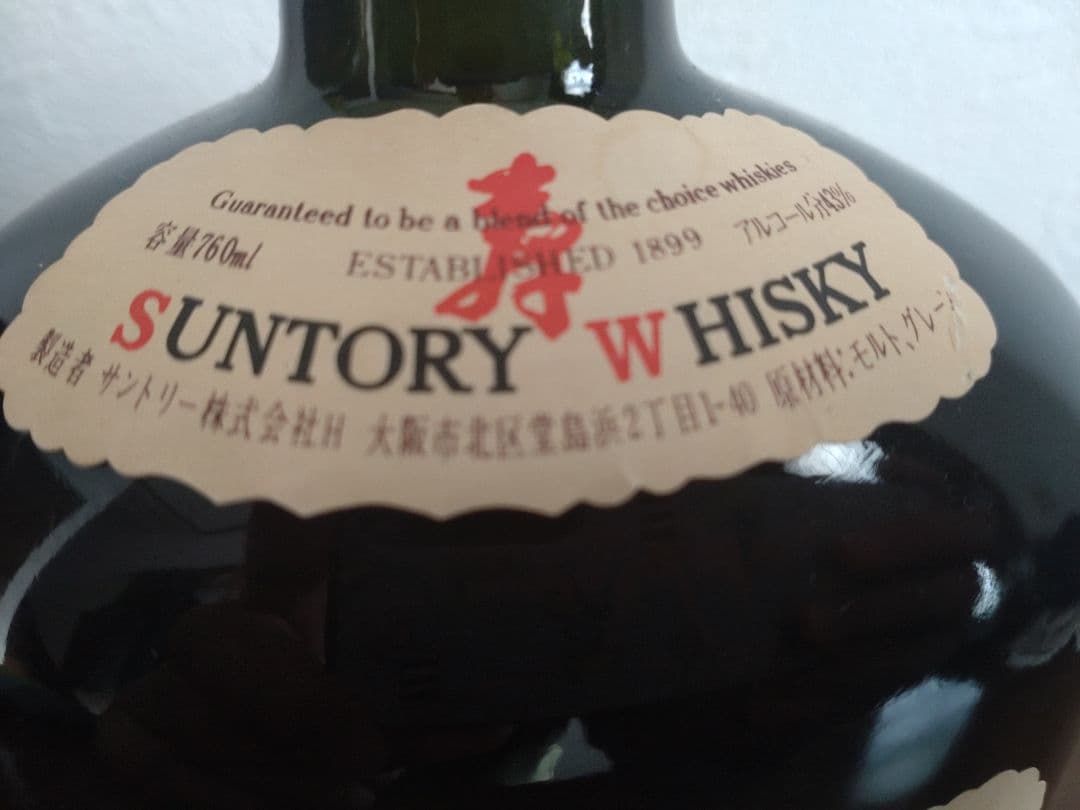 寿
Guaranteed to be a blend of the choice whiskies
容量760ml
ESTABLISHED 1899
アルコール分43%
SUNTORY WHISKY
製造者 サントリー株式会社H 大阪市北区堂島浜2丁目1-40 原材料:モルト、グレーン